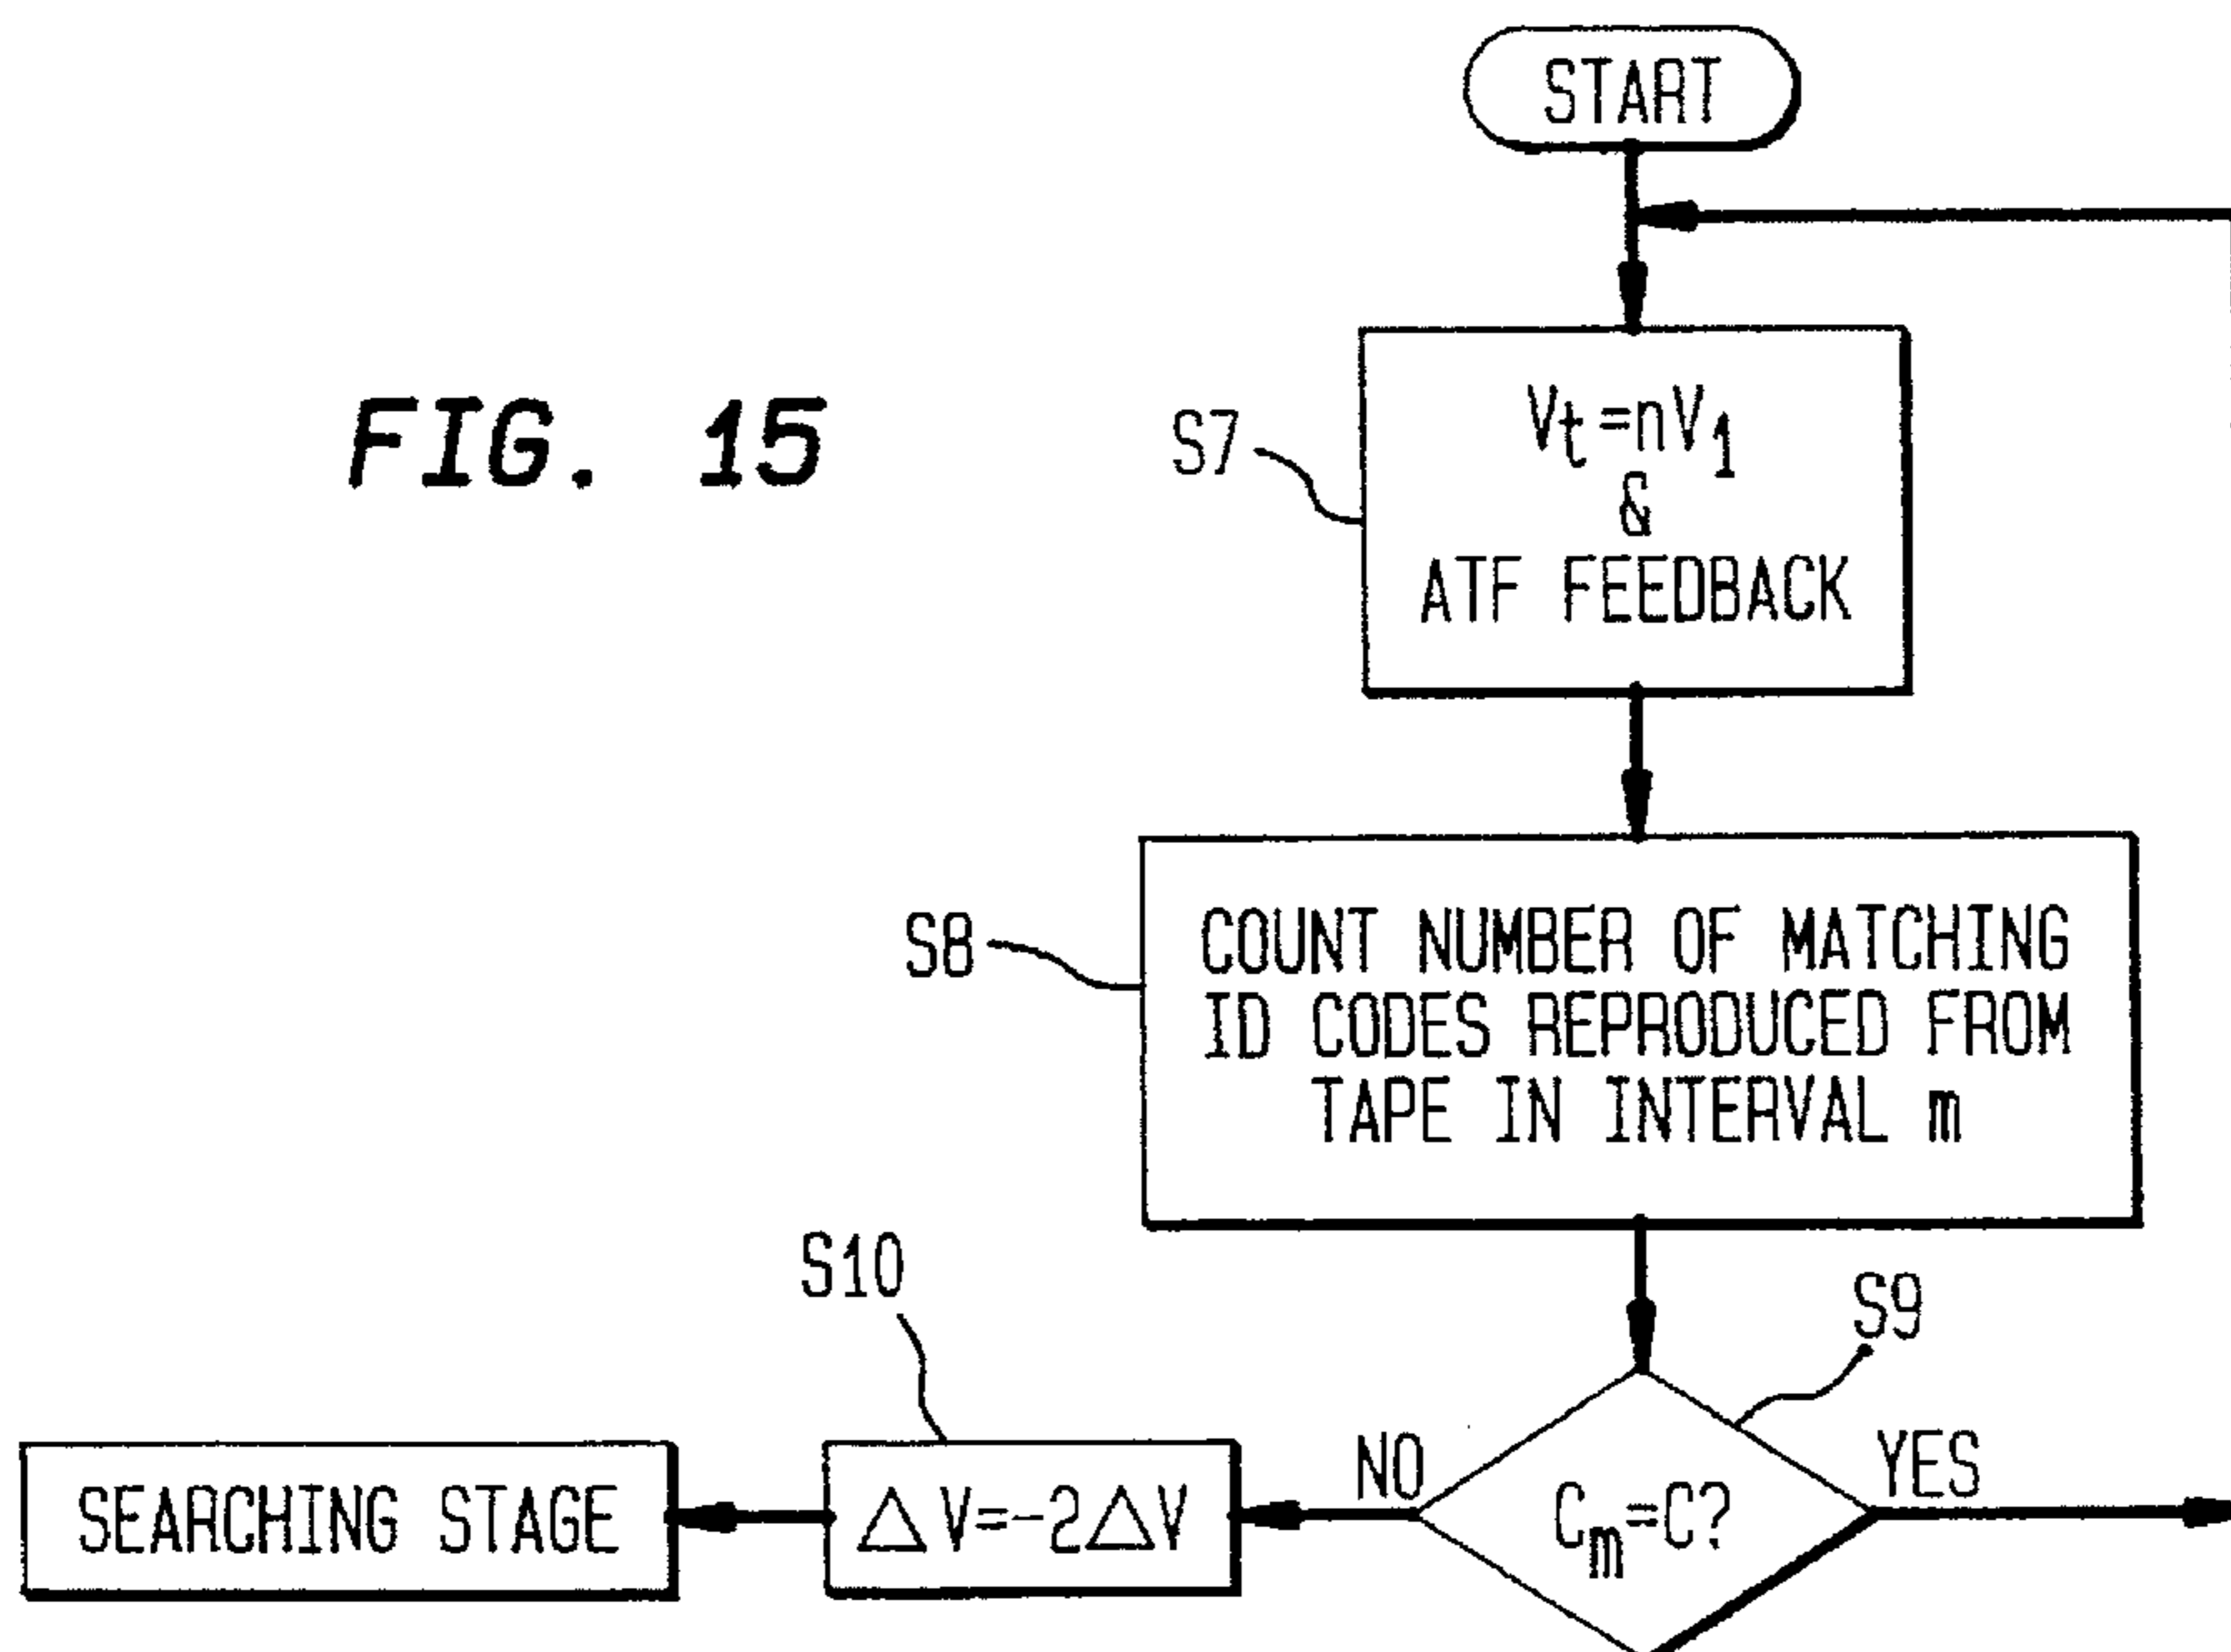 START
FIG. 15
S7
Vt=nV1
&
ATF FEEDBACK
S8
COUNT NUMBER OF MATCHING
ID CODES REPRODUCED FROM
TAPE IN INTERVAL m
S10
S9
SEARCHING STAGE
△V=-2△V
NO
Cm=C?
YES